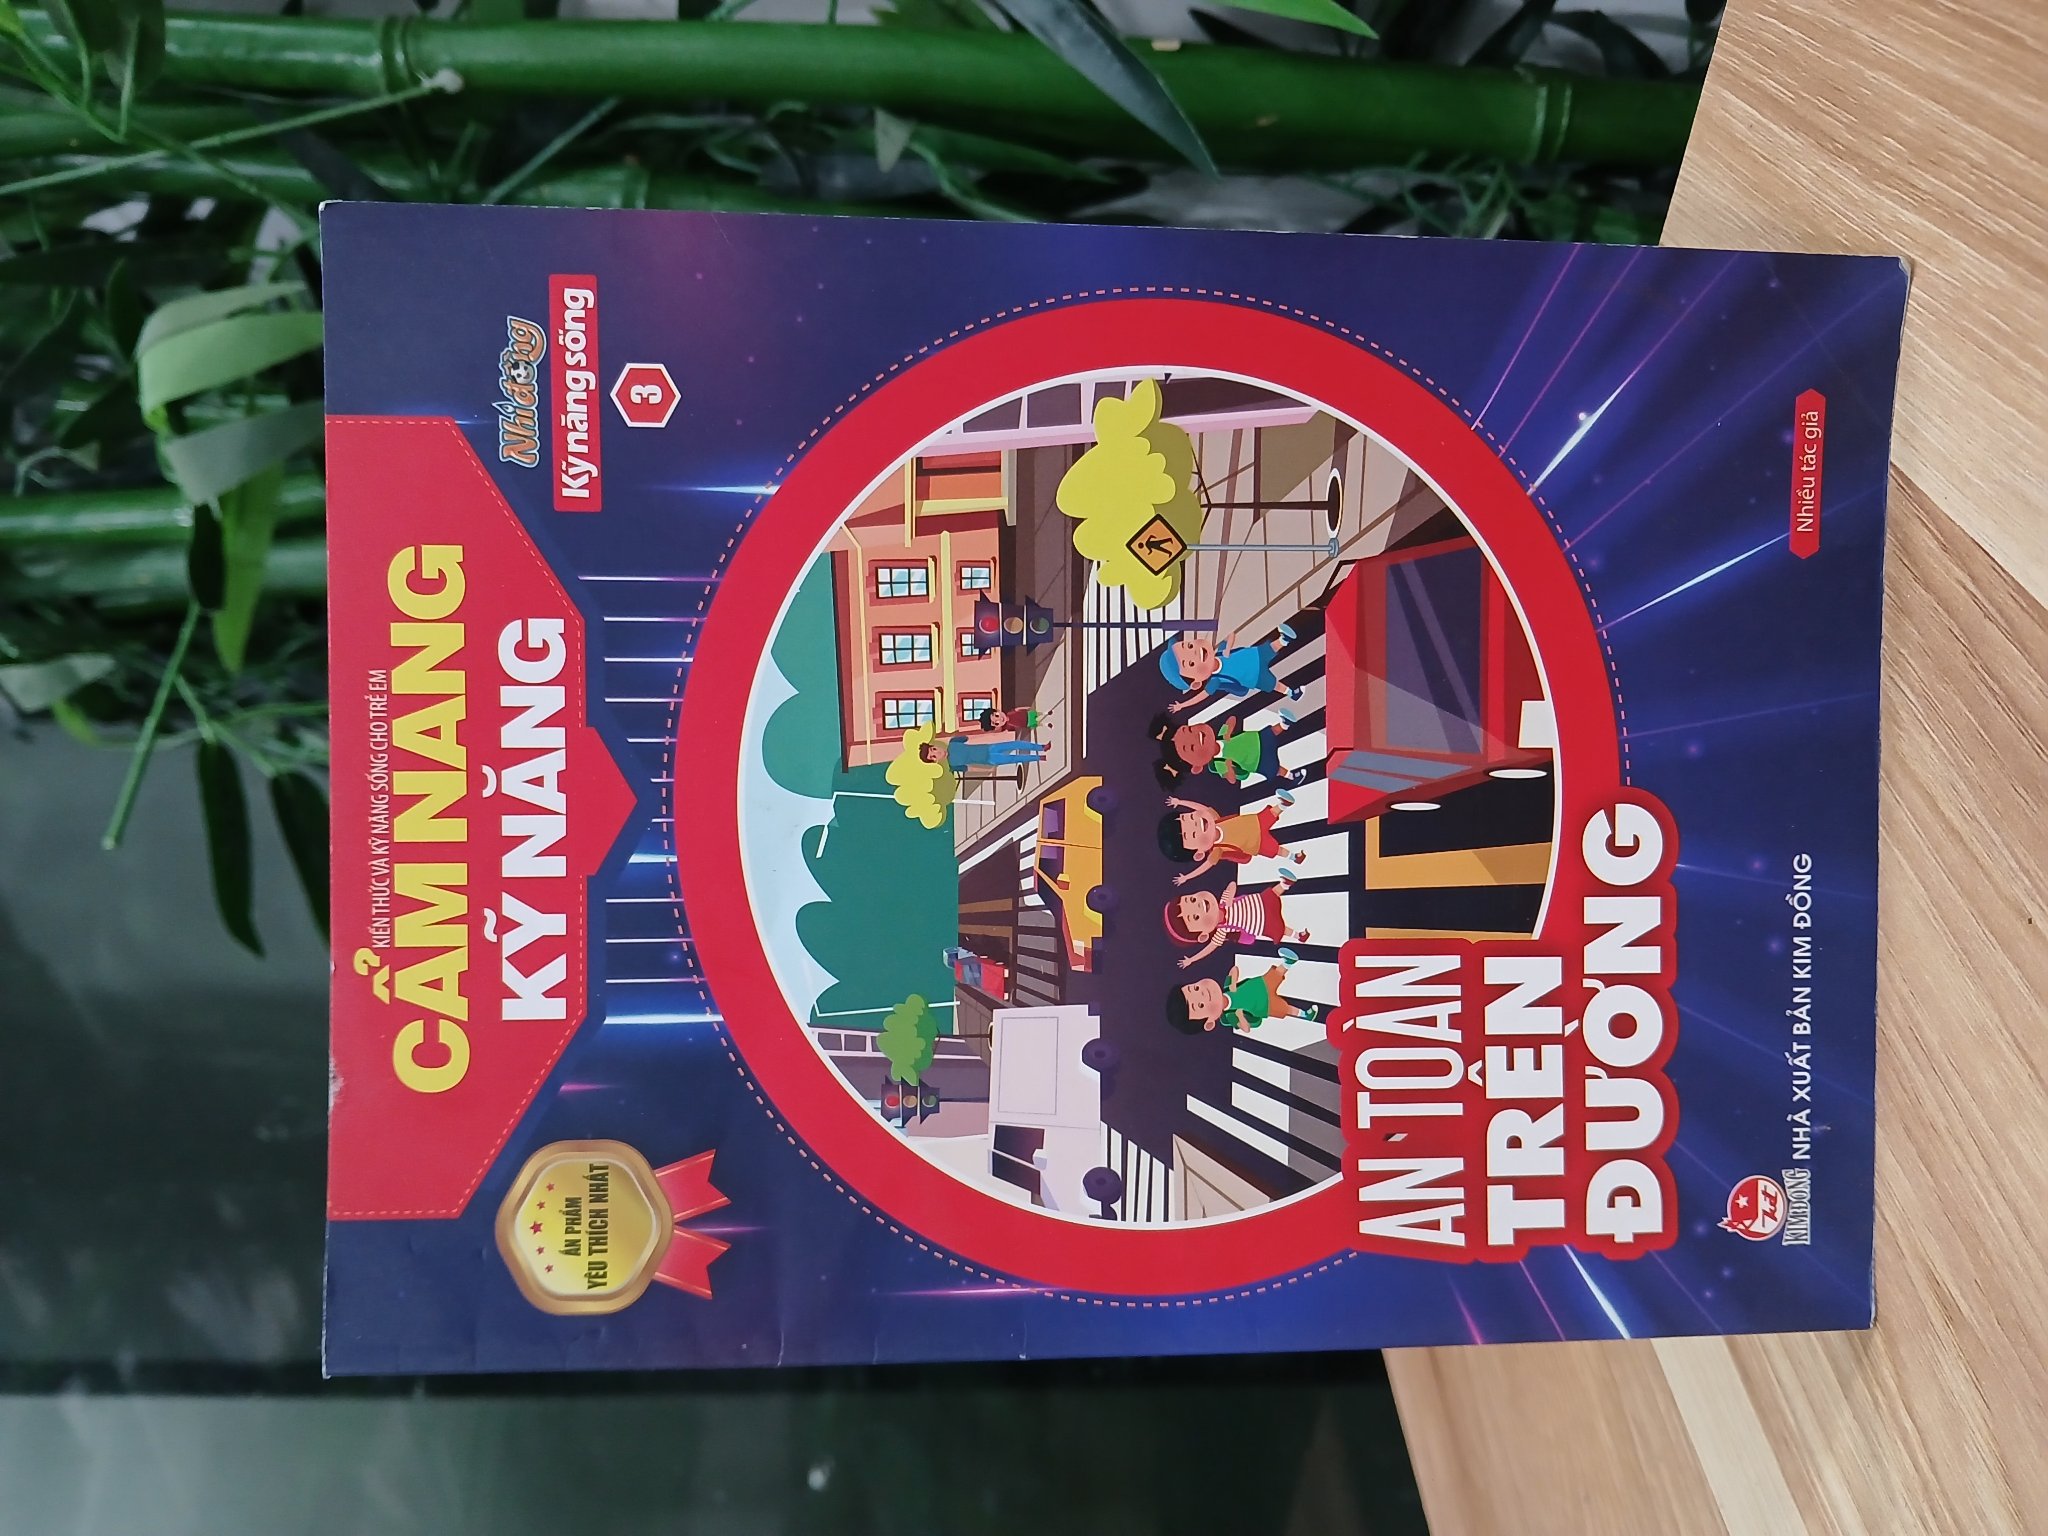 KIẾN THỨC VÀ KỸ NĂNG SỐNG CHO TRẺ EM
CẨM NANG
KỸ NĂNG
Nhi đồng
Kỹ năng sống
3
ẤN PHẨM
YÊU THÍCH NHẤT
AN TOÀN
TRÊN
ĐƯỜNG
KIM ĐỒNG
NHÀ XUẤT BẢN KIM ĐỒNG
Nhiều tác giả